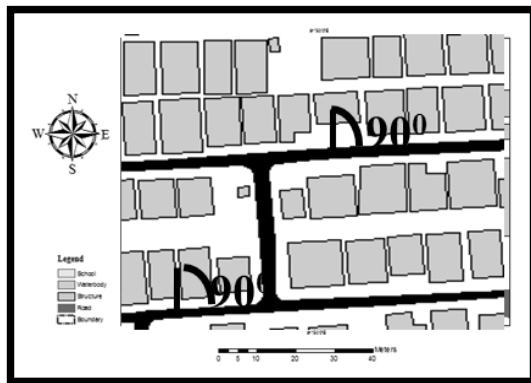 N
W E
S
90⁰
90⁰
Legend
School
Waterbody
Structure
Road
Boundary
Meters
0 5 10 20 30 40